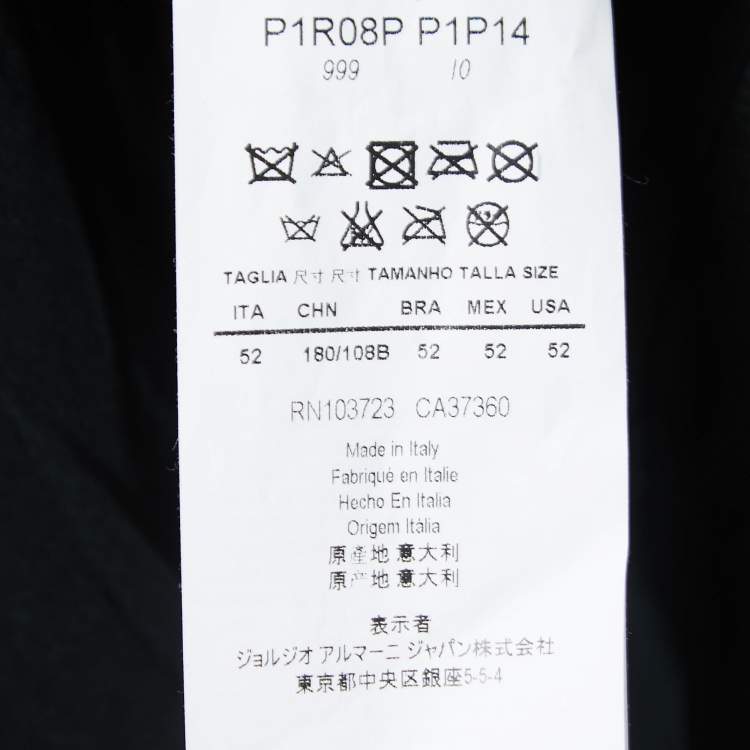 P1R08P P1P14
999 10
TAGLIA 尺寸 尺寸 TAMANHO TALLA SIZE
ITA CHN BRA MEX USA
52 180/108B 52 52 52
RN103723 CA37360
Made in Italy
Fabriqué en Italie
Hecho En Italia
Origem Itália
原產地 意大利
原产地 意大利
表示者
ジョルジオ アルマーニ ジャパン株式会社
東京都中央区銀座5-5-4